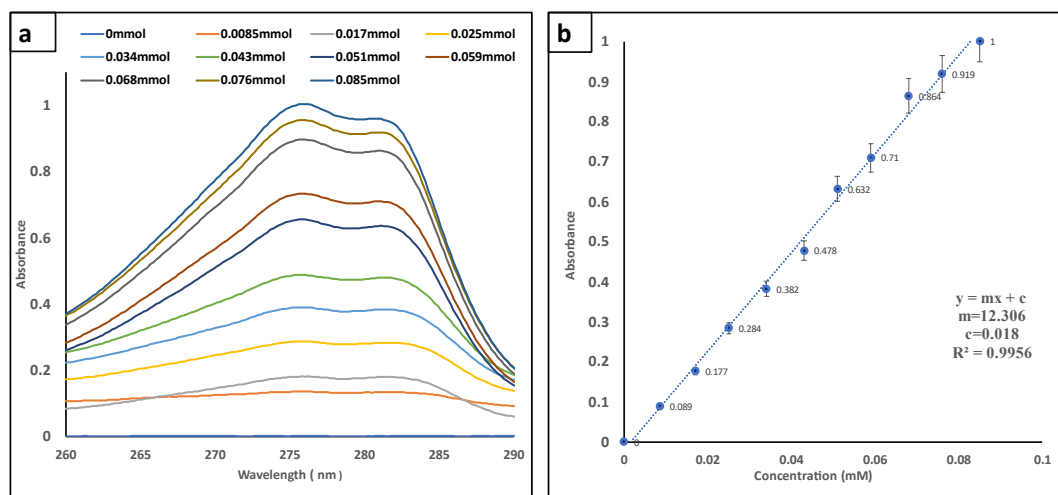 a
0mmol 0.0085mmol 0.017mmol 0.025mmol
0.034mmol 0.043mmol 0.051mmol 0.059mmol
0.068mmol 0.076mmol 0.085mmol
1
0.8
0.6
0.4
0.2
0
Absorbance
260 265 270 275 280 285 290
Wavelength ( nm )
b
1
0.9
0.8
0.7
0.6
0.5
0.4
0.3
0.2
0.1
0
Absorbance
1
0.919
0.864
0.71
0.632
0.478
0.382
0.284
0.177
0.089
0
y = mx + c
m=12.306
c=0.018
R² = 0.9956
0 0.02 0.04 0.06 0.08 0.1
Concentration (mM)